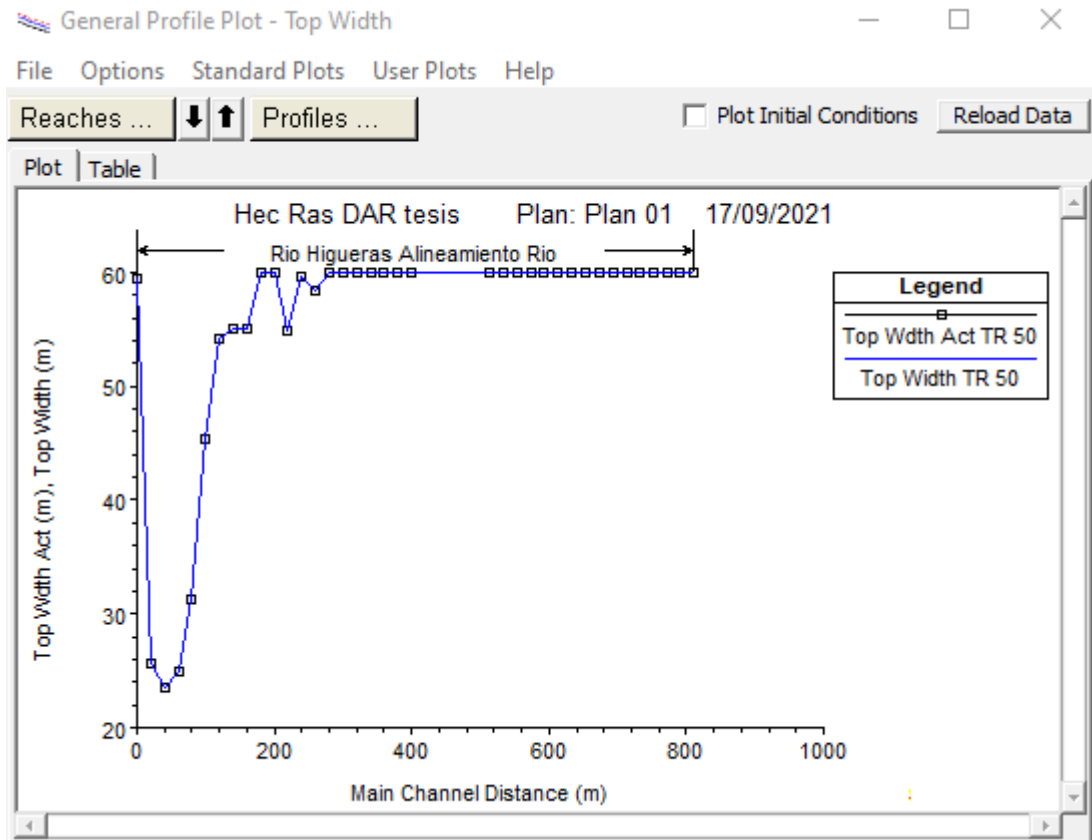 General Profile Plot - Top Width
File Options Standard Plots User Plots Help
Reaches ... Profiles ... Plot Initial Conditions Reload Data
Plot Table
Hec Ras DAR tesis Plan: Plan 01 17/09/2021
Rio Higueras Alineamiento Rio
60
50
40
30
20
Top Wdth Act (m), Top Width (m)
0 200 400 600 800 1000
Main Channel Distance (m)
Legend
Top Wdth Act TR 50
Top Width TR 50